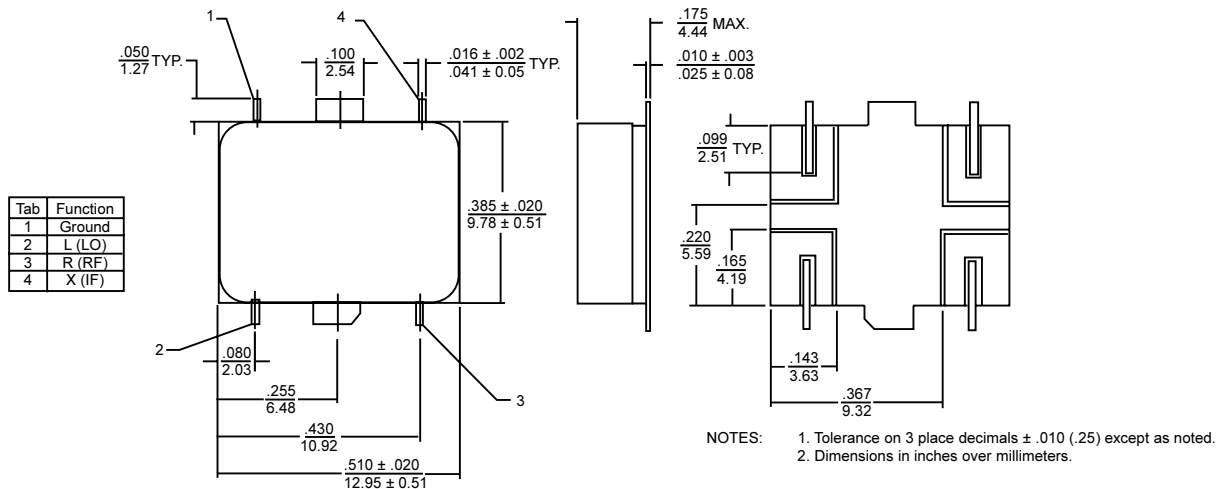 1
4
.050
1.27
TYP.
.100
2.54
.016 ± .002
.041 ± 0.05
TYP.
.175
4.44
MAX.
.010 ± .003
.025 ± 0.08
.099
2.51
TYP.
Tab Function
1 Ground
2 L (LO)
3 R (RF)
4 X (IF)
.385 ± .020
9.78 ± 0.51
.220
5.59
.165
4.19
2
.080
2.03
.255
6.48
3
.430
10.92
.510 ± .020
12.95 ± 0.51
.143
3.63
.367
9.32
NOTES: 1. Tolerance on 3 place decimals ± .010 (.25) except as noted.
2. Dimensions in inches over millimeters.